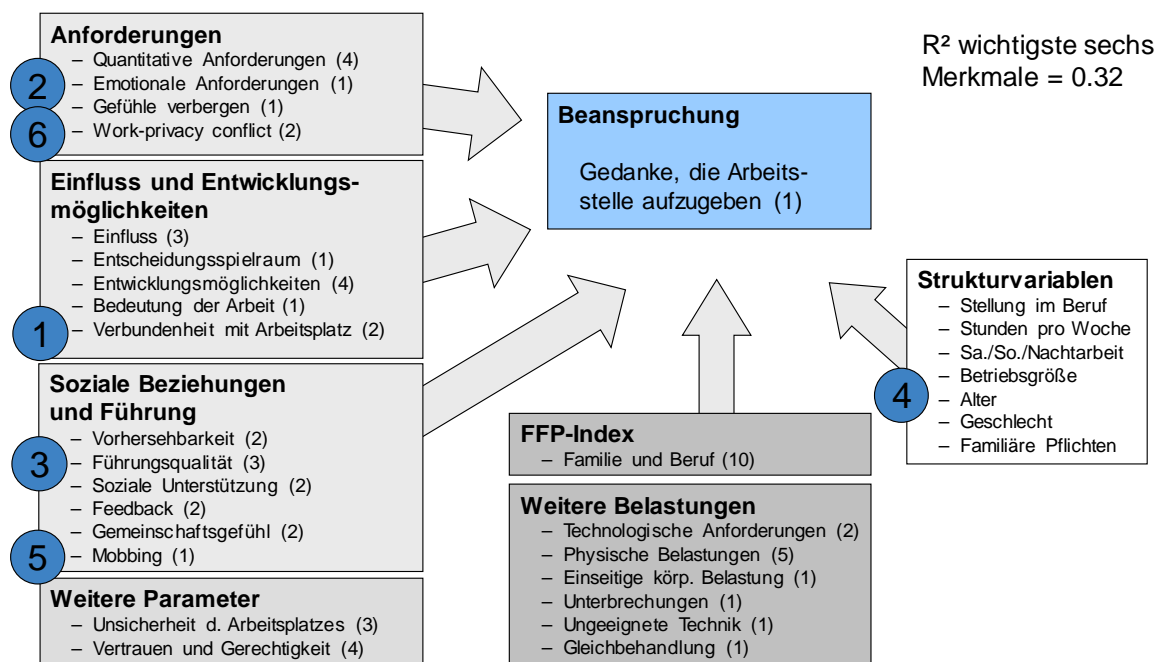 Anforderungen
– Quantitative Anforderungen (4)
2 – Emotionale Anforderungen (1)
– Gefühle verbergen (1)
6 – Work-privacy conflict (2)
Einfluss und Entwicklungs-
möglichkeiten
– Einfluss (3)
– Entscheidungsspielraum (1)
– Entwicklungsmöglichkeiten (4)
– Bedeutung der Arbeit (1)
1 – Verbundenheit mit Arbeitsplatz (2)
Soziale Beziehungen
und Führung
– Vorhersehbarkeit (2)
3 – Führungsqualität (3)
– Soziale Unterstützung (2)
– Feedback (2)
– Gemeinschaftsgefühl (2)
5 – Mobbing (1)
Weitere Parameter
– Unsicherheit d. Arbeitsplatzes (3)
– Vertrauen und Gerechtigkeit (4)
Beanspruchung
Gedanke, die Arbeits-
stelle aufzugeben (1)
R² wichtigste sechs
Merkmale = 0.32
Strukturvariablen
– Stellung im Beruf
– Stunden pro Woche
– Sa./So./Nachtarbeit
– Betriebsgröße
4 – Alter
– Geschlecht
– Familiäre Pflichten
FFP-Index
– Familie und Beruf (10)
Weitere Belastungen
– Technologische Anforderungen (2)
– Physische Belastungen (5)
– Einseitige körp. Belastung (1)
– Unterbrechungen (1)
– Ungeeignete Technik (1)
– Gleichbehandlung (1)